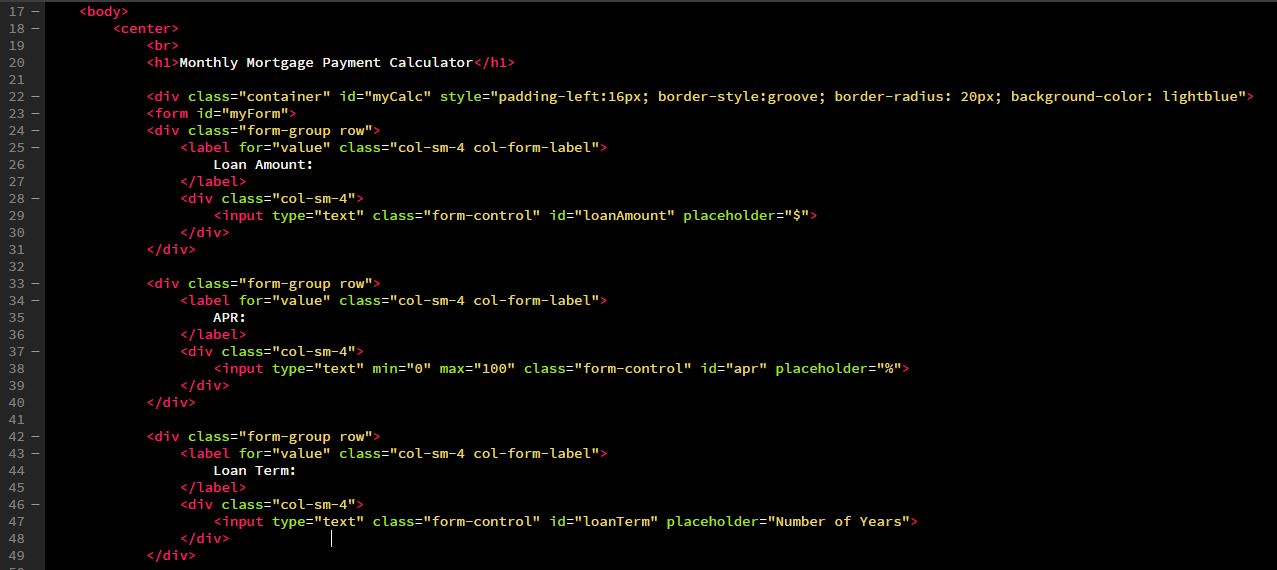 17 <body>
18 <center>
19 <br>
20 <h1>Monthly Mortgage Payment Calculator</h1>
21
22 <div class="container" id="myCalc" style="padding-left:16px; border-style:groove; border-radius: 20px; background-color: lightblue">
23 <form id="myForm">
24 <div class="form-group row">
25 <label for="value" class="col-sm-4 col-form-label">
26 Loan Amount:
27 </label>
28 <div class="col-sm-4">
29 <input type="text" class="form-control" id="loanAmount" placeholder="$">
30 </div>
31 </div>
32
33 <div class="form-group row">
34 <label for="value" class="col-sm-4 col-form-label">
35 APR:
36 </label>
37 <div class="col-sm-4">
38 <input type="text" min="0" max="100" class="form-control" id="apr" placeholder="%">
39 </div>
40 </div>
41
42 <div class="form-group row">
43 <label for="value" class="col-sm-4 col-form-label">
44 Loan Term:
45 </label>
46 <div class="col-sm-4">
47 <input type="text" class="form-control" id="loanTerm" placeholder="Number of Years">
48 </div>
49 </div>